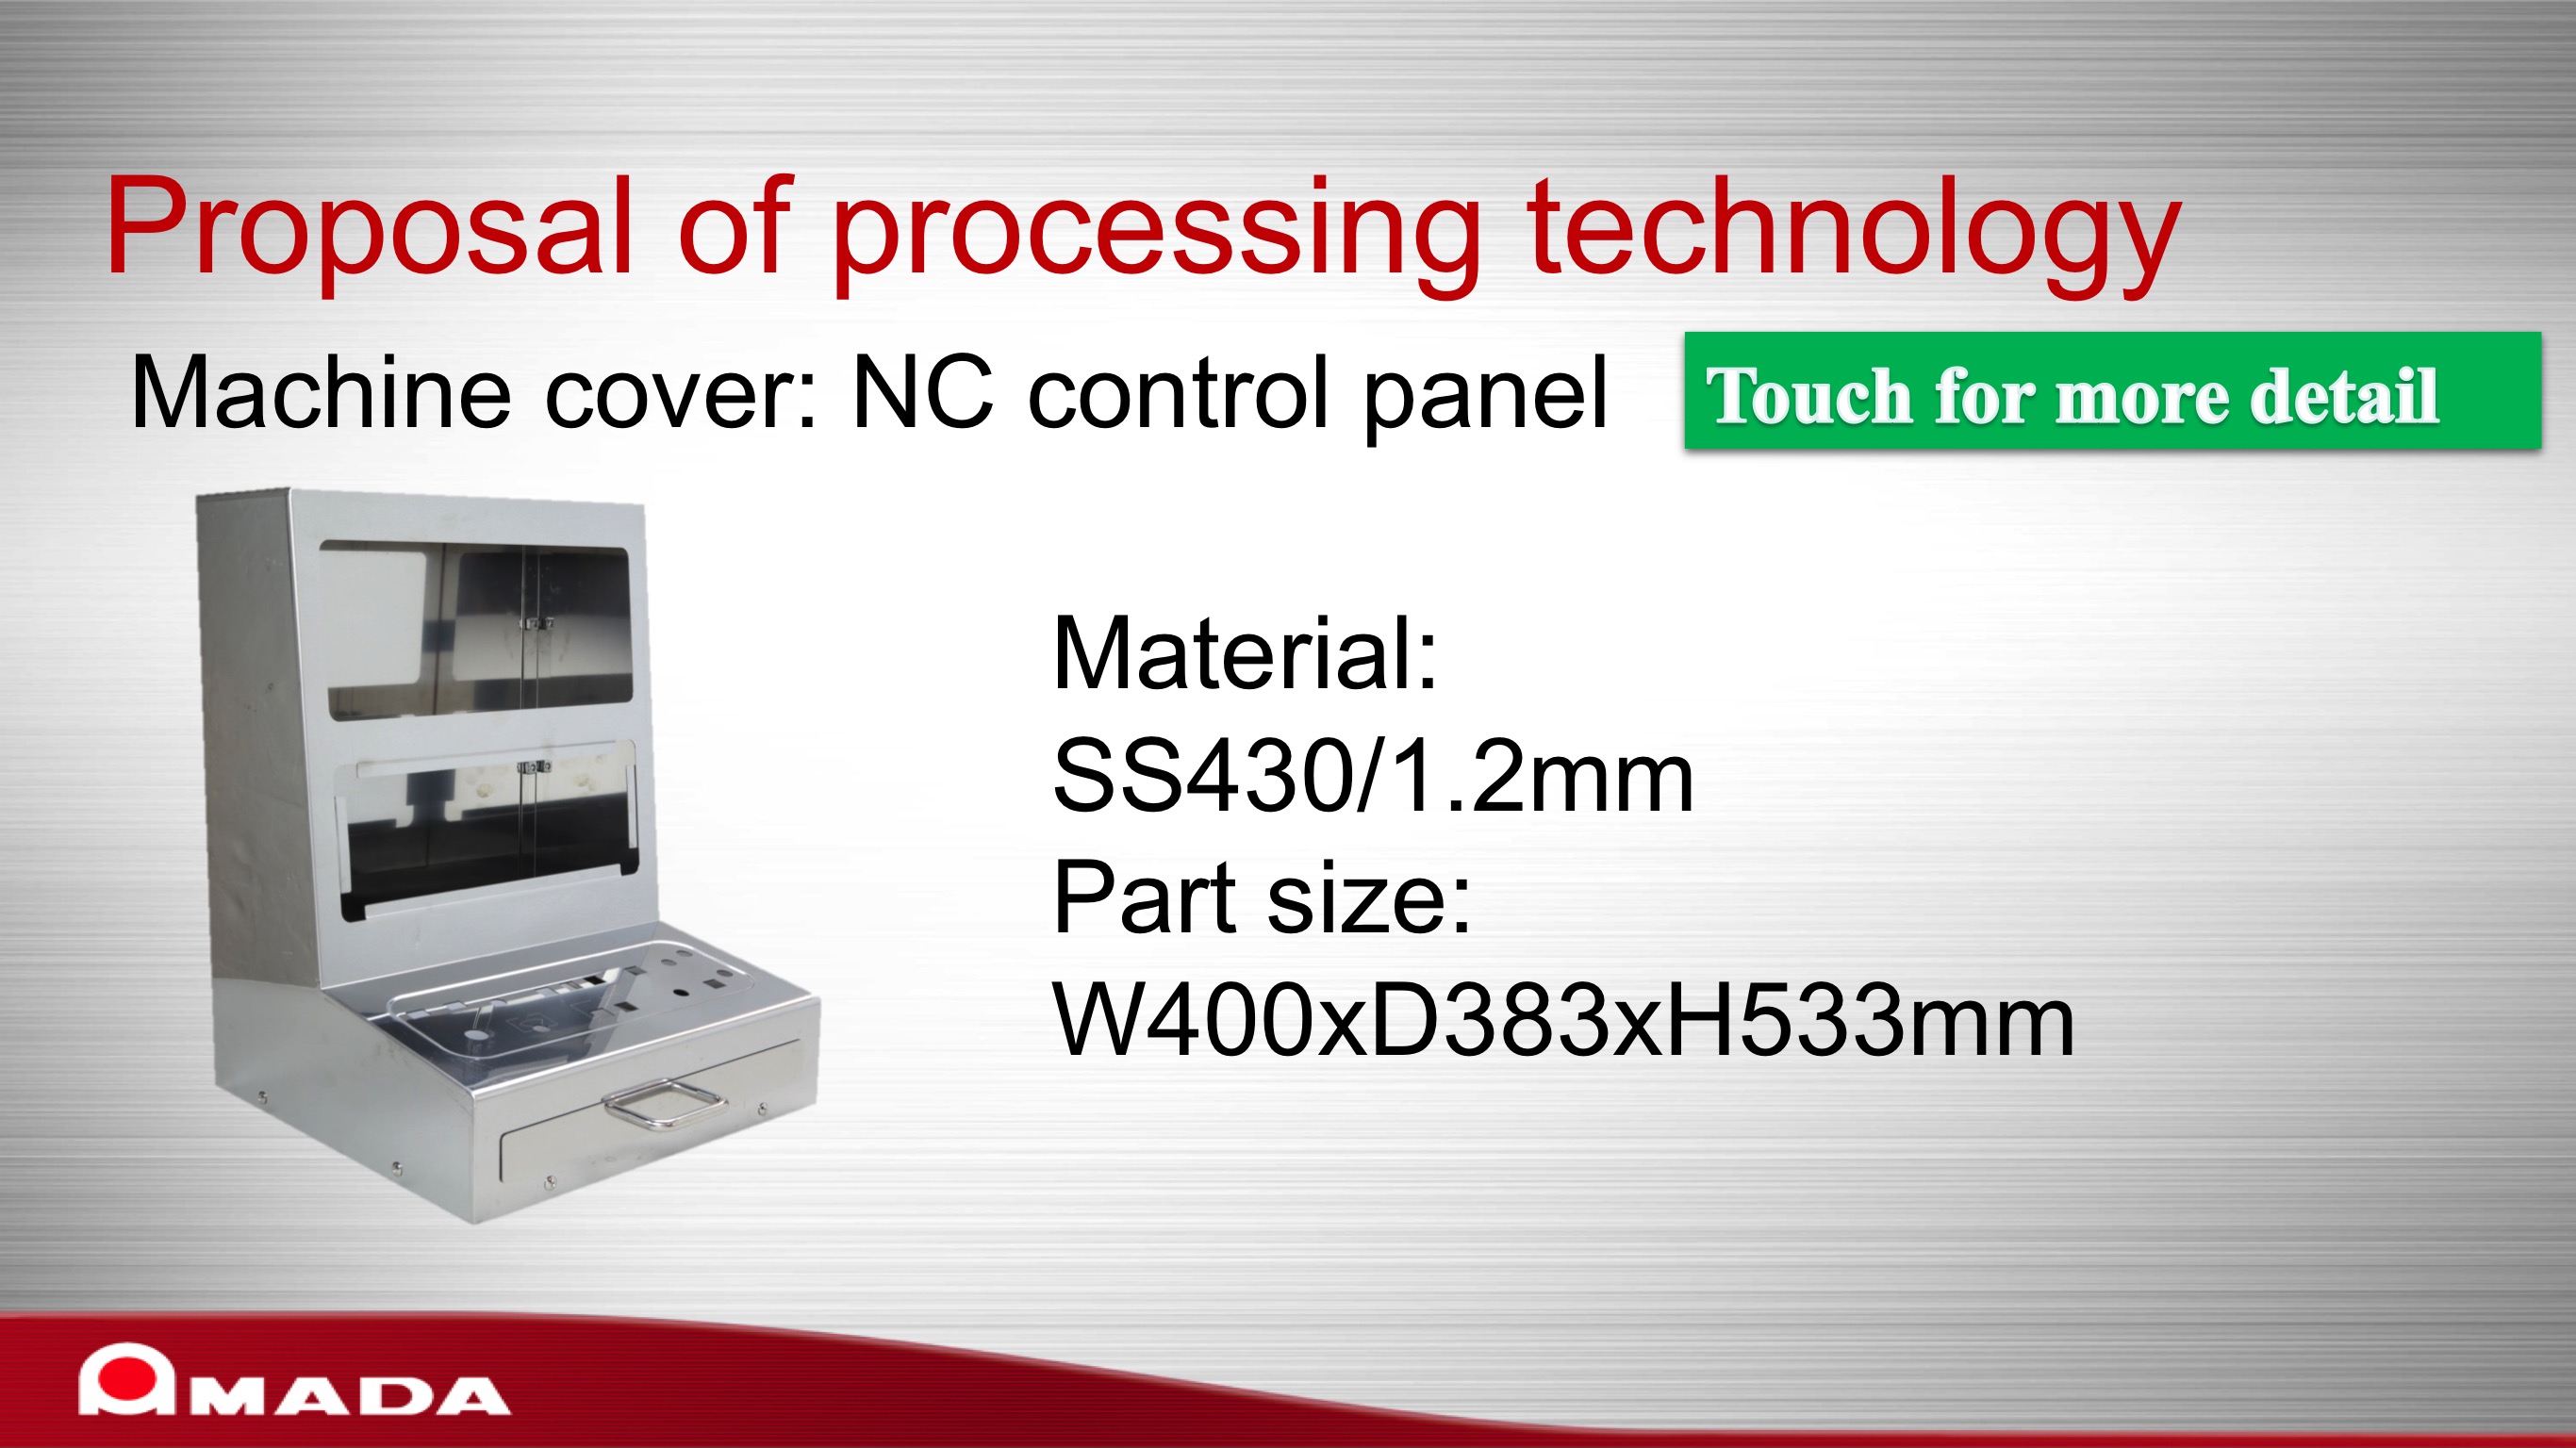 Proposal of processing technology
Machine cover: NC control panel
Touch for more detail
Material:
SS430/1.2mm
Part size:
W400xD383xH533mm
AMADA